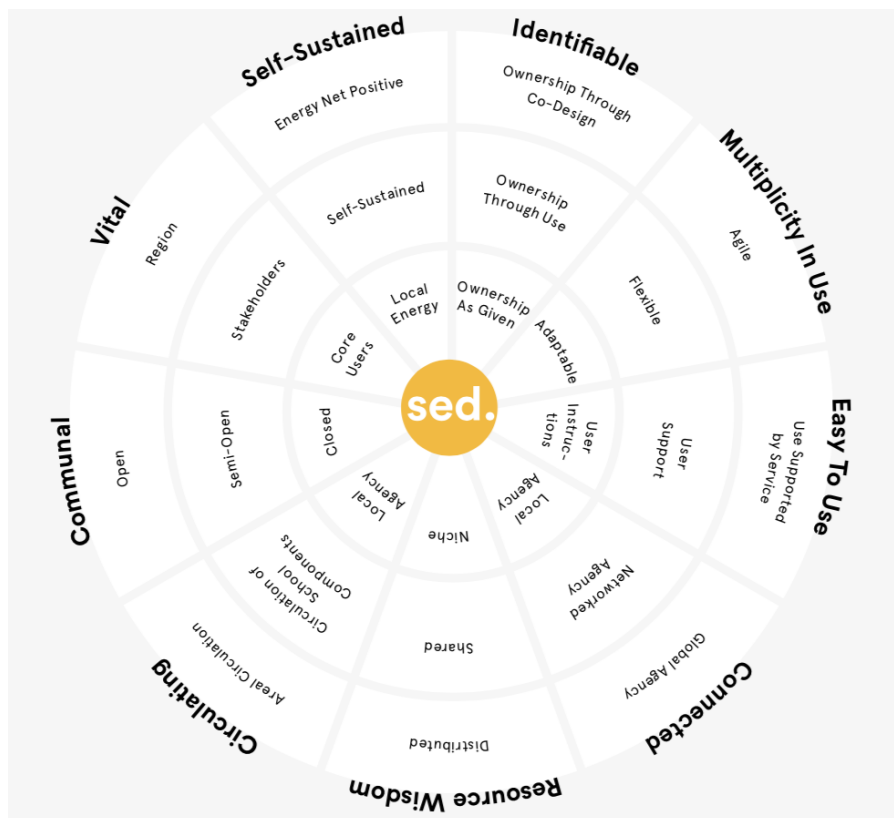 Identifiable
Ownership Through
Co-Design
Ownership
Through Use
Ownership
As Given
Multiplicity In Use
Agile
Flexible
Adaptable
Easy To Use
Use Supported
by Service
User
Support
User
Instruc-
tions
Connected
Global Agency
Networked
Agency
Local
Agency
Resource Wisdom
Distributed
Shared
Niche
Circulating
Areal Circulation
Circulation of
School
Components
Local
Agency
Communal
Open
Semi-Open
Closed
Vital
Region
Stakeholders
Core
Users
Self-Sustained
Energy Net Positive
Self-Sustained
Local
Energy
sed.